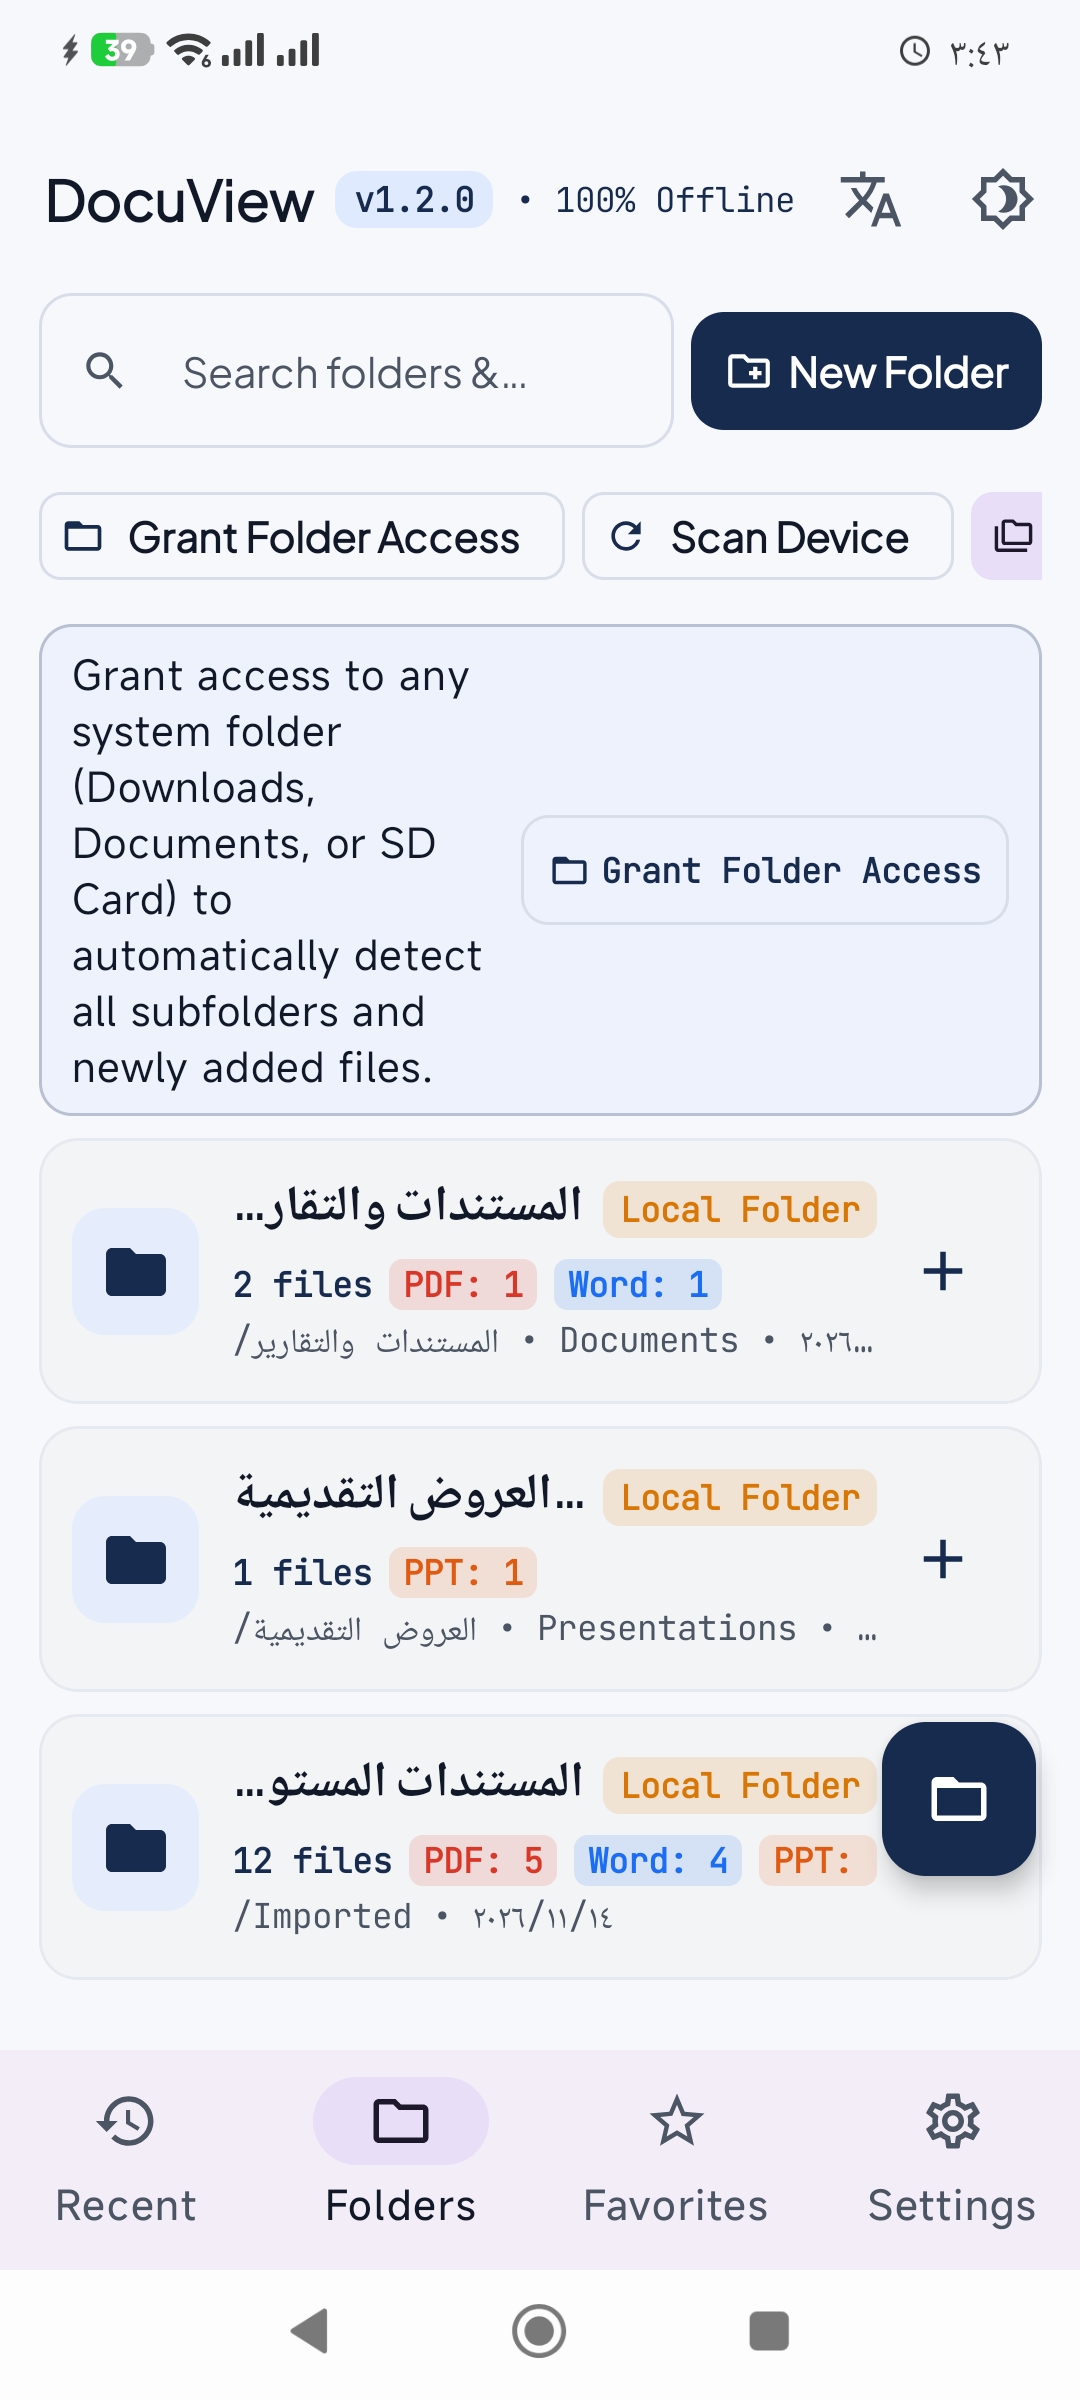 39 6 ٣:٤٣
DocuView v1.2.0 • 100% Offline
Search folders &... New Folder
Grant Folder Access Scan Device
Grant access to any
system folder
(Downloads,
Documents, or SD
Card) to
automatically detect
all subfolders and
newly added files.
Grant Folder Access
المستندات والتقار... Local Folder
2 files PDF: 1 Word: 1
/المستندات والتقارير • Documents • ٢٠٢٦...
العروض التقديمية... Local Folder
1 files PPT: 1
/العروض التقديمية • Presentations • ...
المستندات المستو... Local Folder
12 files PDF: 5 Word: 4 PPT:
/Imported • ٢٠٢٦/١١/١٤
Recent Folders Favorites Settings